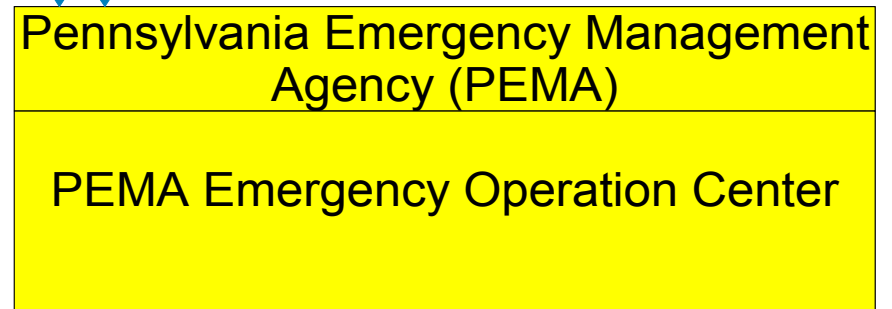 Pennsylvania Emergency Management
Agency (PEMA)
PEMA Emergency Operation Center